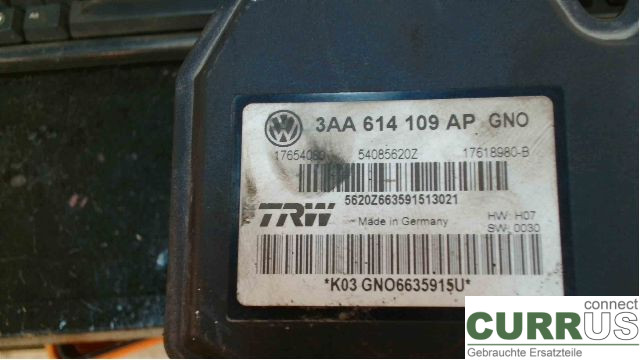 3AA 614 109 AP GNO
54085620Z 17618980-B
5620Z663591513021
TRW Made in Germany
HW: H07
SW: 0030
*K03 GNO6635915U*
connect
CURRUS
Gebrauchte Ersatzteile